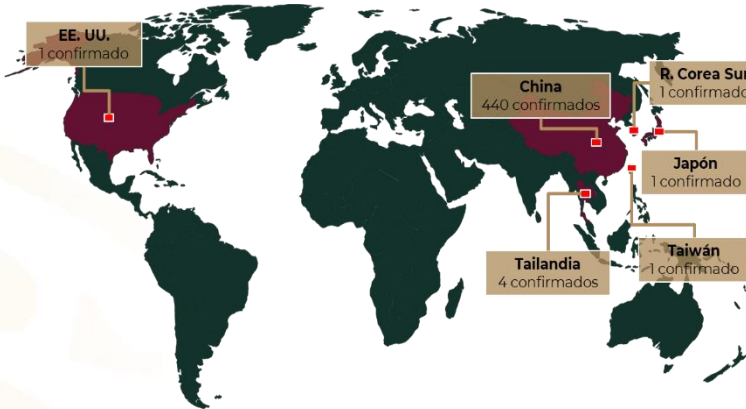 EE. UU.
1 confirmado
China
440 confirmados
R. Corea Sur
1 confirmado
Japón
1 confirmado
Tailandia
4 confirmados
Taiwán
1 confirmado